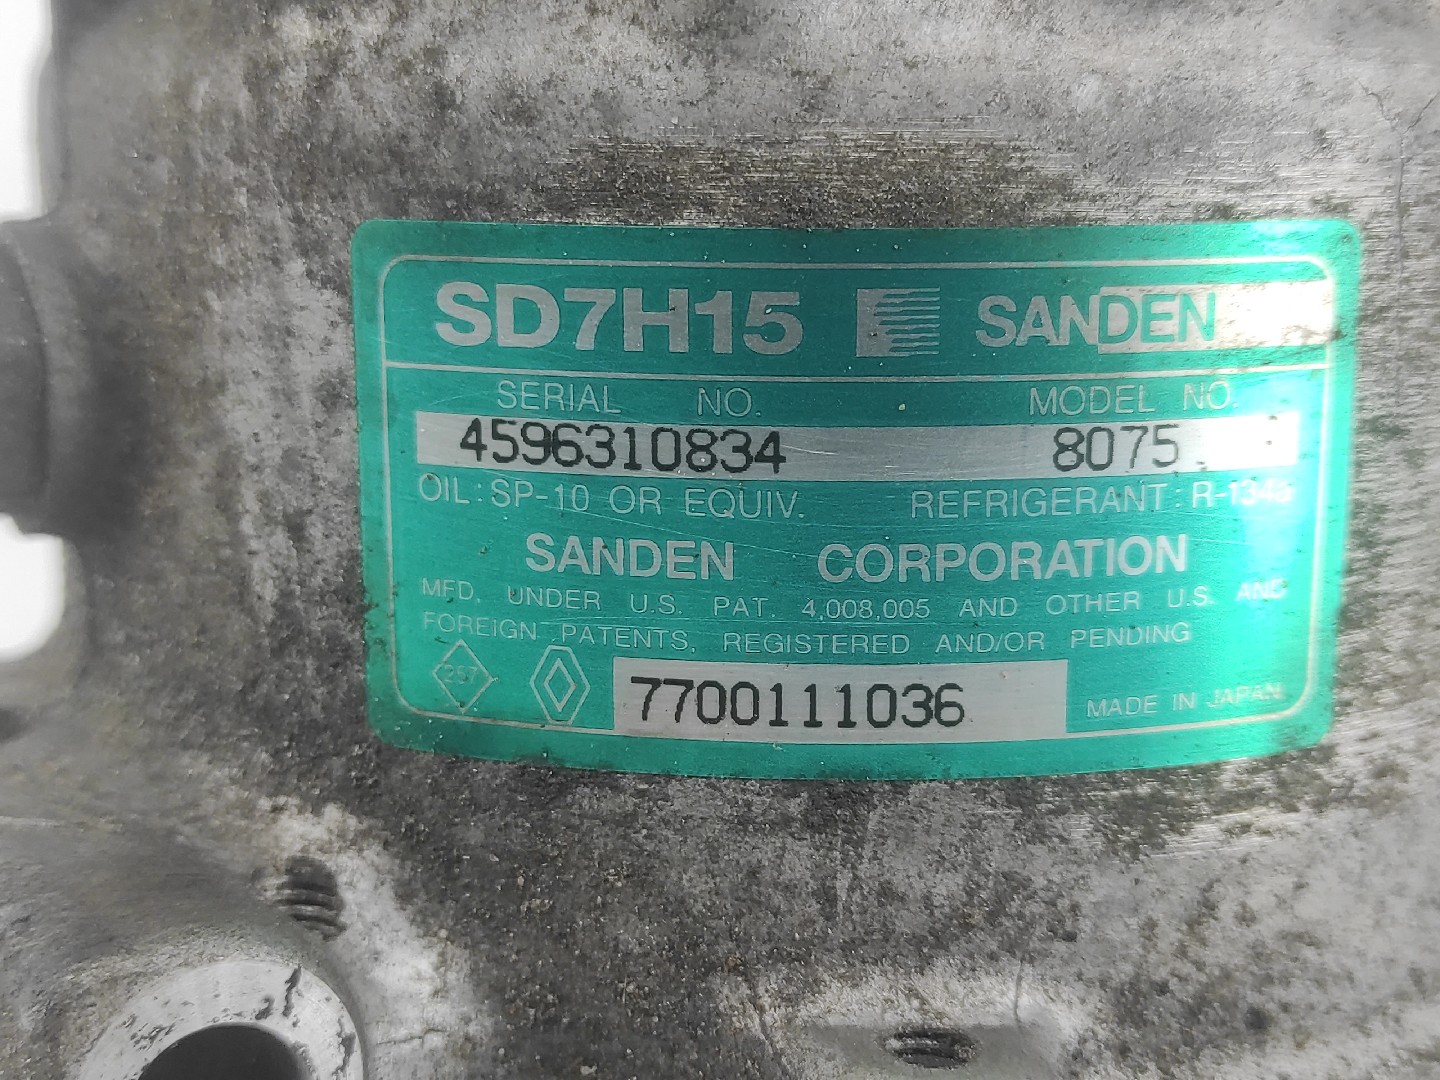 SD7H15 SANDEN
SERIAL NO. MODEL NO.
4596310834 8075
OIL: SP-10 OR EQUIV. REFRIGERANT: R-134a
SANDEN CORPORATION
MFD. UNDER U.S. PAT. 4,008,005 AND OTHER U.S. AND
FOREIGN PATENTS, REGISTERED AND/OR PENDING
257 7700111036 MADE IN JAPAN